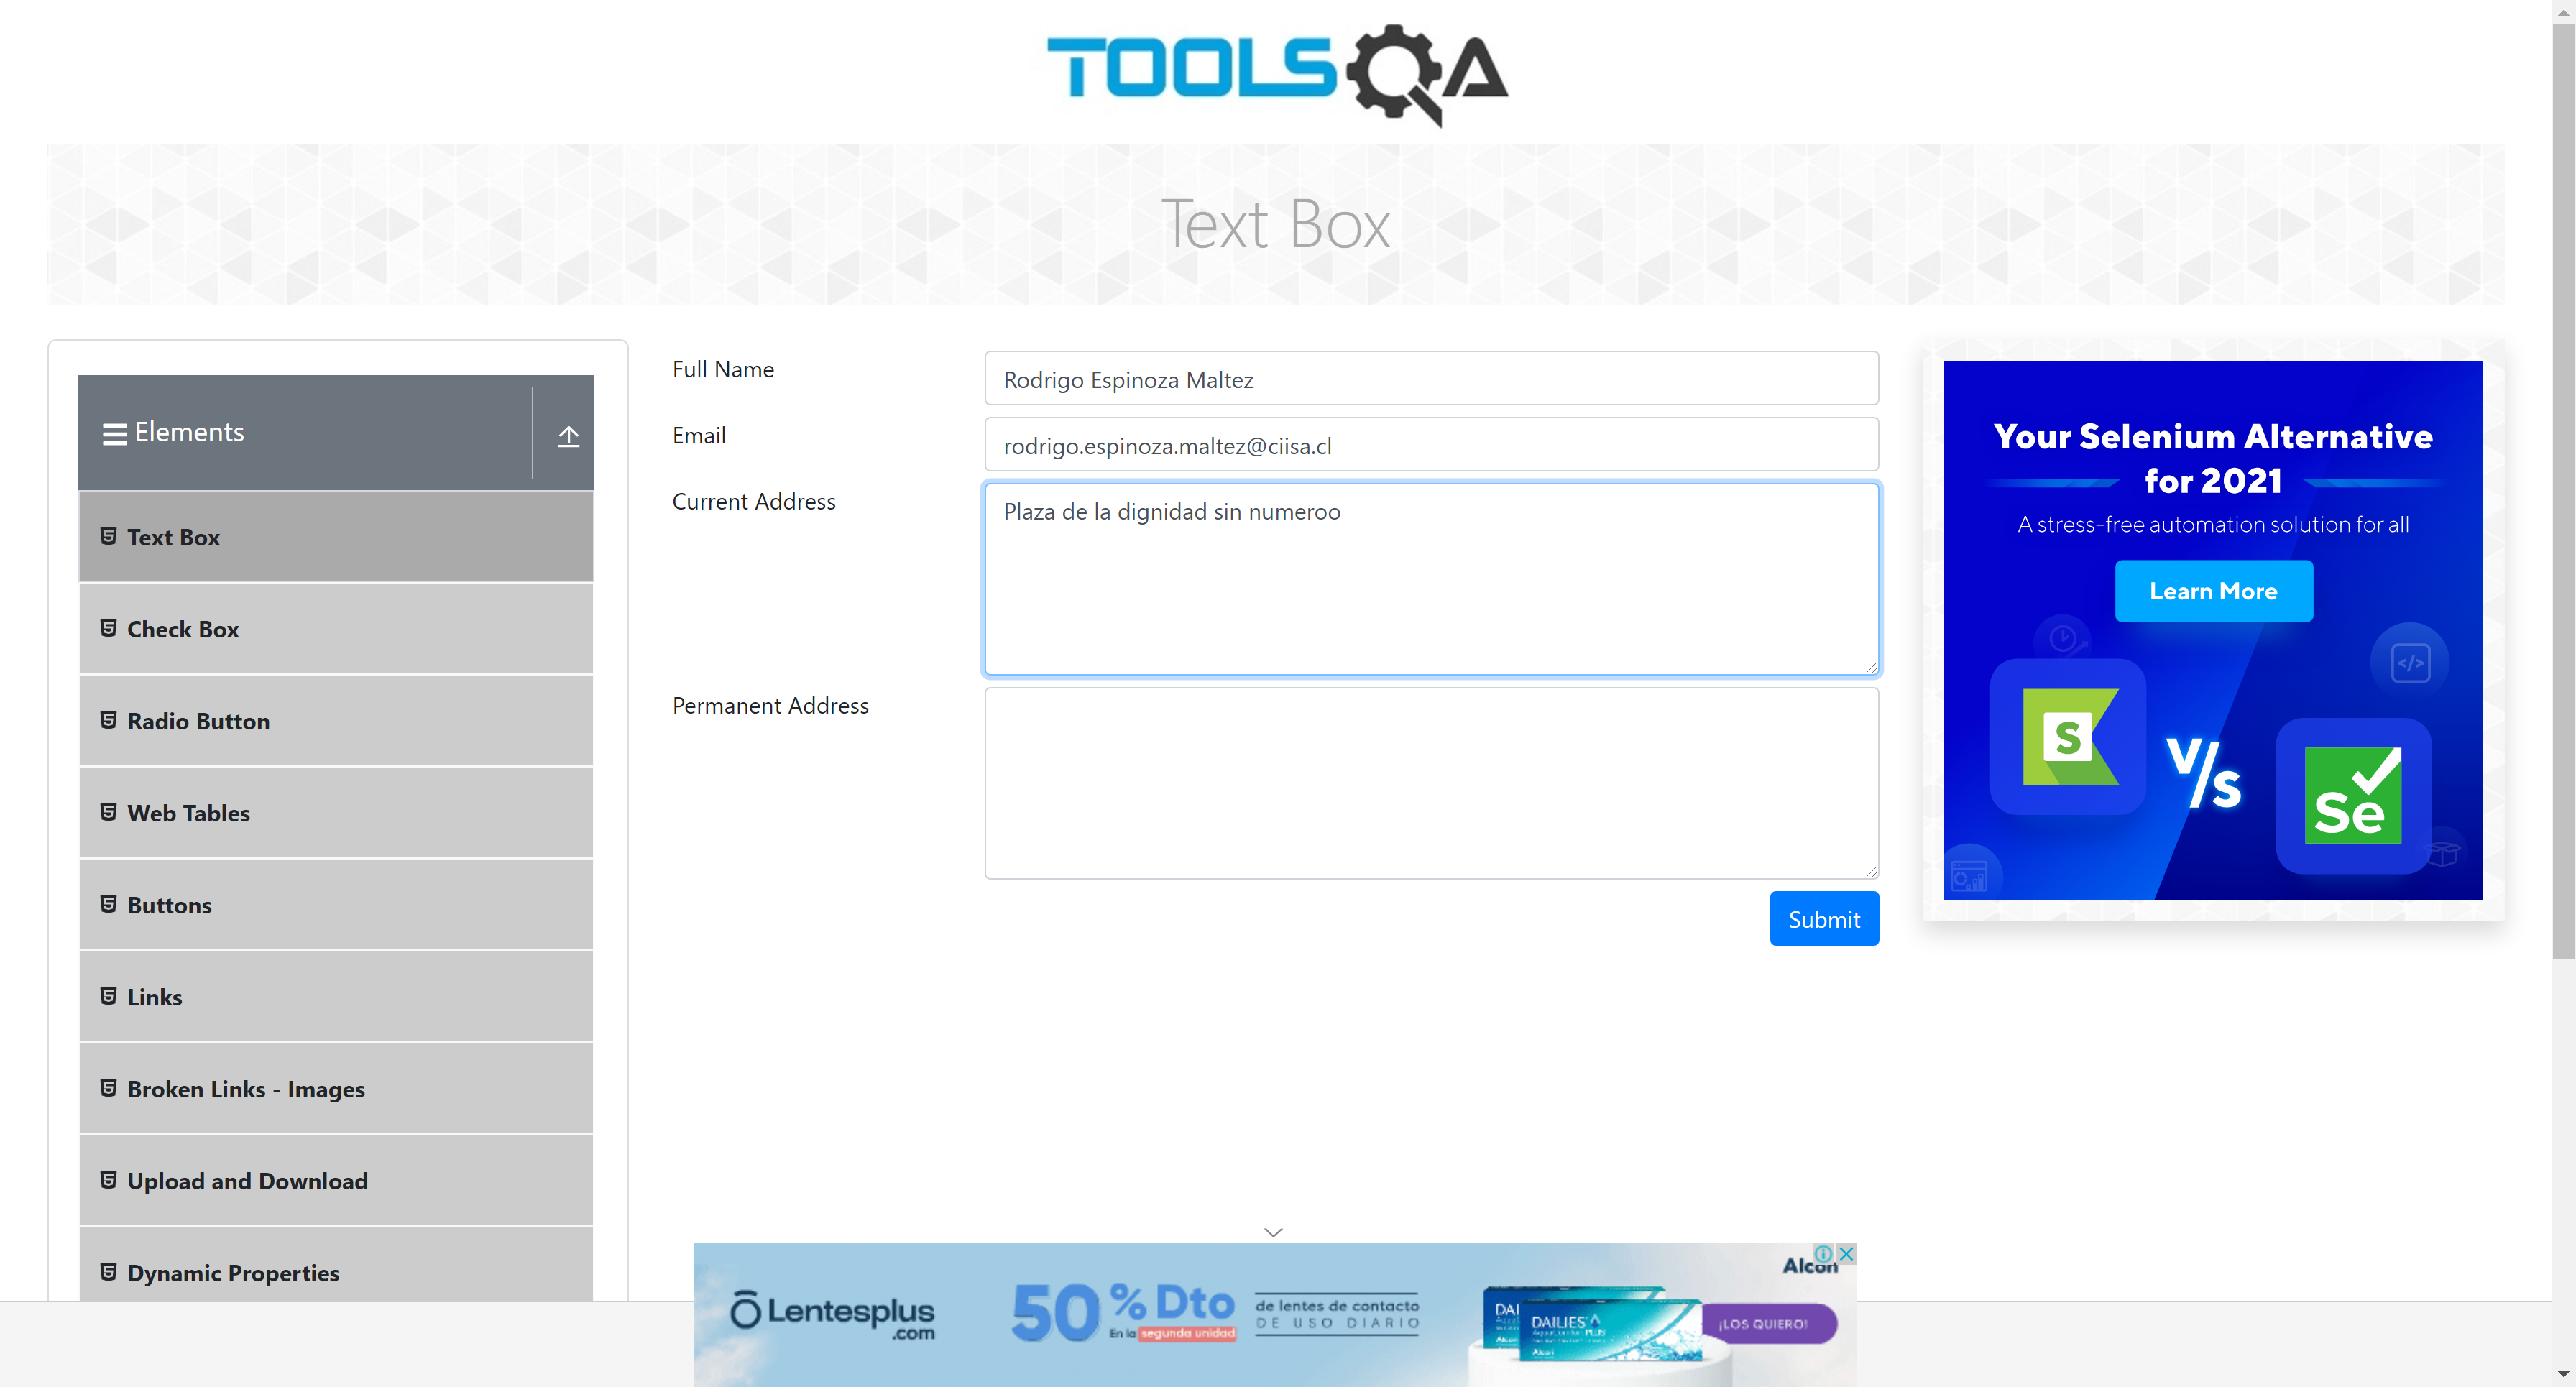 TOOLSQA
Text Box
Elements
Text Box
Check Box
Radio Button
Web Tables
Buttons
Links
Broken Links - Images
Upload and Download
Dynamic Properties
Full Name
Rodrigo Espinoza Maltez
Email
rodrigo.espinoza.maltez@ciisa.cl
Current Address
Plaza de la dignidad sin numeroo
Permanent Address
Submit
Your Selenium Alternative
for 2021
A stress-free automation solution for all
Learn More
</>
S
V/s
Se
Lentesplus
.com
50% Dto
En la segunda unidad
de lentes de contacto
DE USO DIARIO
DAILIES
Alcon
¡LOS QUIERO!
Alcon